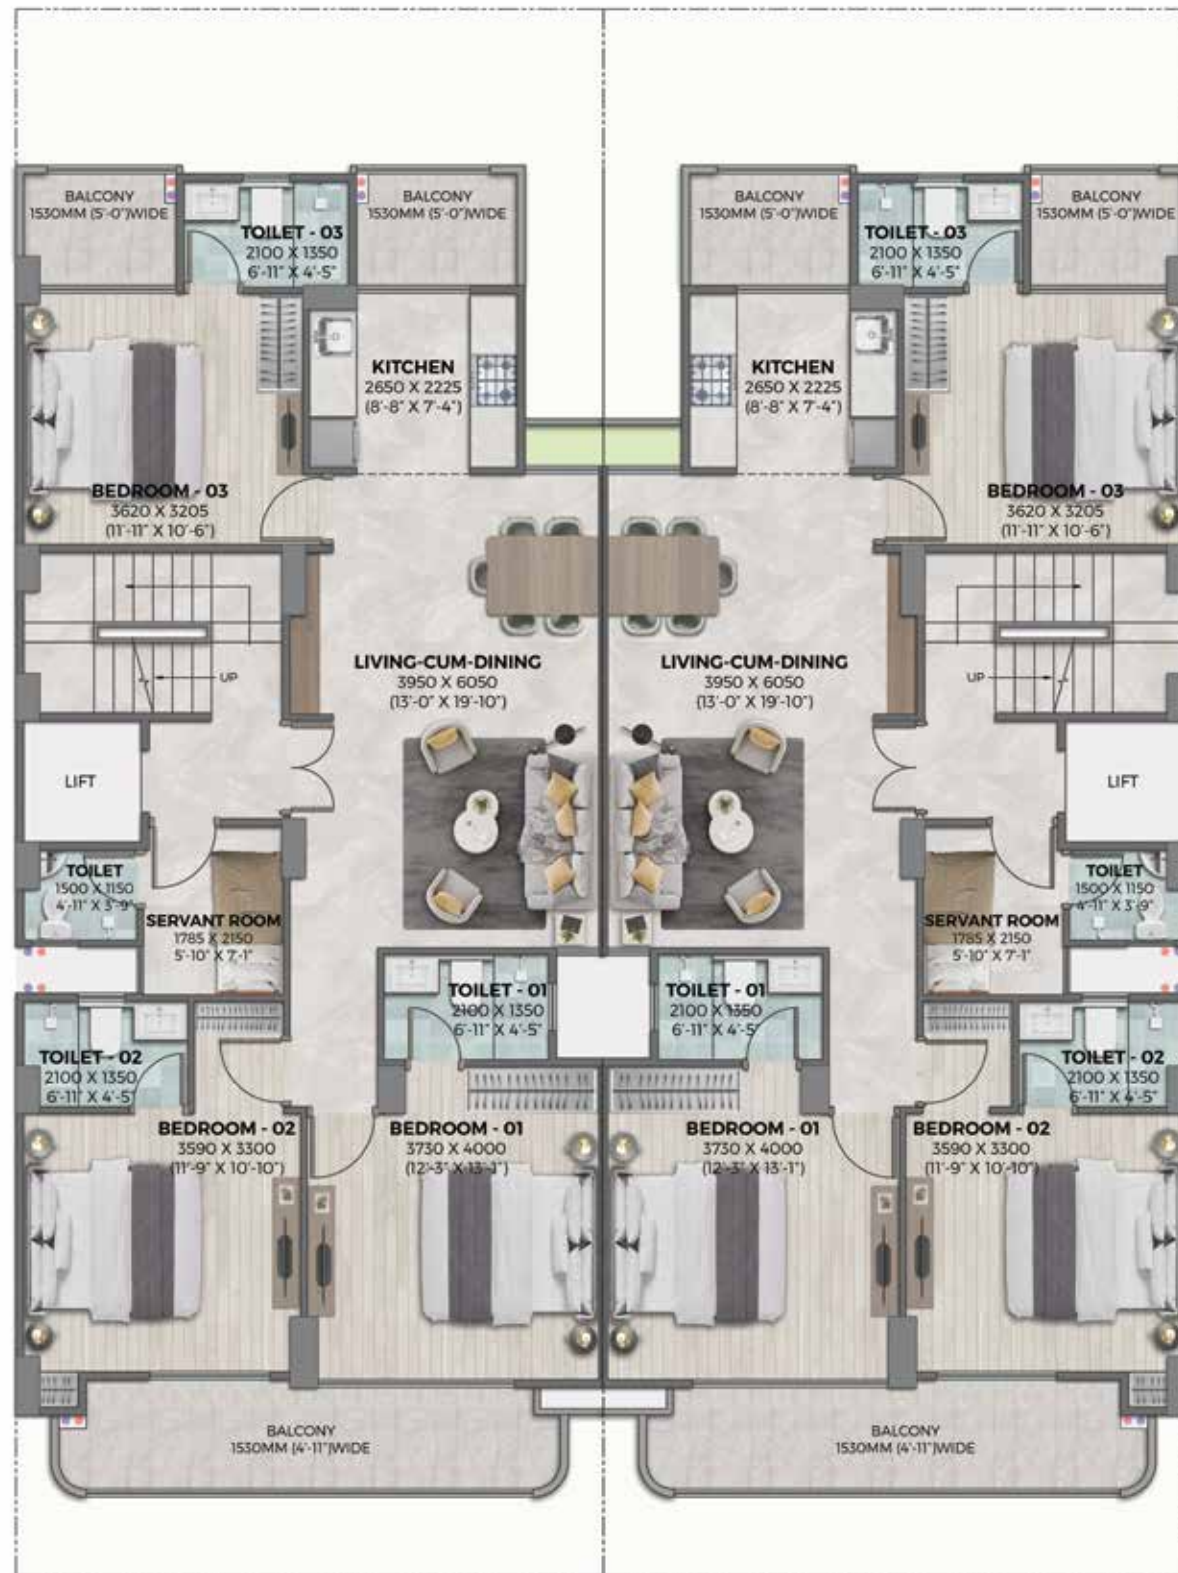 BALCONY
1530MM (5'-0")WIDE
TOILET - 03
2100 X 1350
6'-11" X 4'-5"
BALCONY
1530MM (5'-0")WIDE
BALCONY
1530MM (5'-0")WIDE
TOILET - 03
2100 X 1350
6'-11" X 4'-5"
BALCONY
1530MM (5'-0")WIDE
KITCHEN
2650 X 2225
(8'-8" X 7'-4")
KITCHEN
2650 X 2225
(8'-8" X 7'-4")
BEDROOM - 03
3620 X 3205
(11'-11" X 10'-6")
BEDROOM - 03
3620 X 3205
(11'-11" X 10'-6")
UP
LIVING-CUM-DINING
3950 X 6050
(13'-0" X 19'-10")
LIVING-CUM-DINING
3950 X 6050
(13'-0" X 19'-10")
UP
LIFT
LIFT
TOILET
1500 X 1150
4'-11" X 3'-9"
SERVANT ROOM
1785 X 2150
5'-10" X 7'-1"
SERVANT ROOM
1785 X 2150
5'-10" X 7'-1"
TOILET
1500 X 1150
4'-11" X 3'-9"
TOILET - 01
2100 X 1350
6'-11" X 4'-5"
TOILET - 01
2100 X 1350
6'-11" X 4'-5"
TOILET - 02
2100 X 1350
6'-11" X 4'-5"
TOILET - 02
2100 X 1350
6'-11" X 4'-5"
BEDROOM - 02
3590 X 3300
(11'-9" X 10'-10")
BEDROOM - 01
3730 X 4000
(12'-3" X 13'-1")
BEDROOM - 01
3730 X 4000
(12'-3" X 13'-1")
BEDROOM - 02
3590 X 3300
(11'-9" X 10'-10")
BALCONY
1530MM (4'-11")WIDE
BALCONY
1530MM (4'-11")WIDE